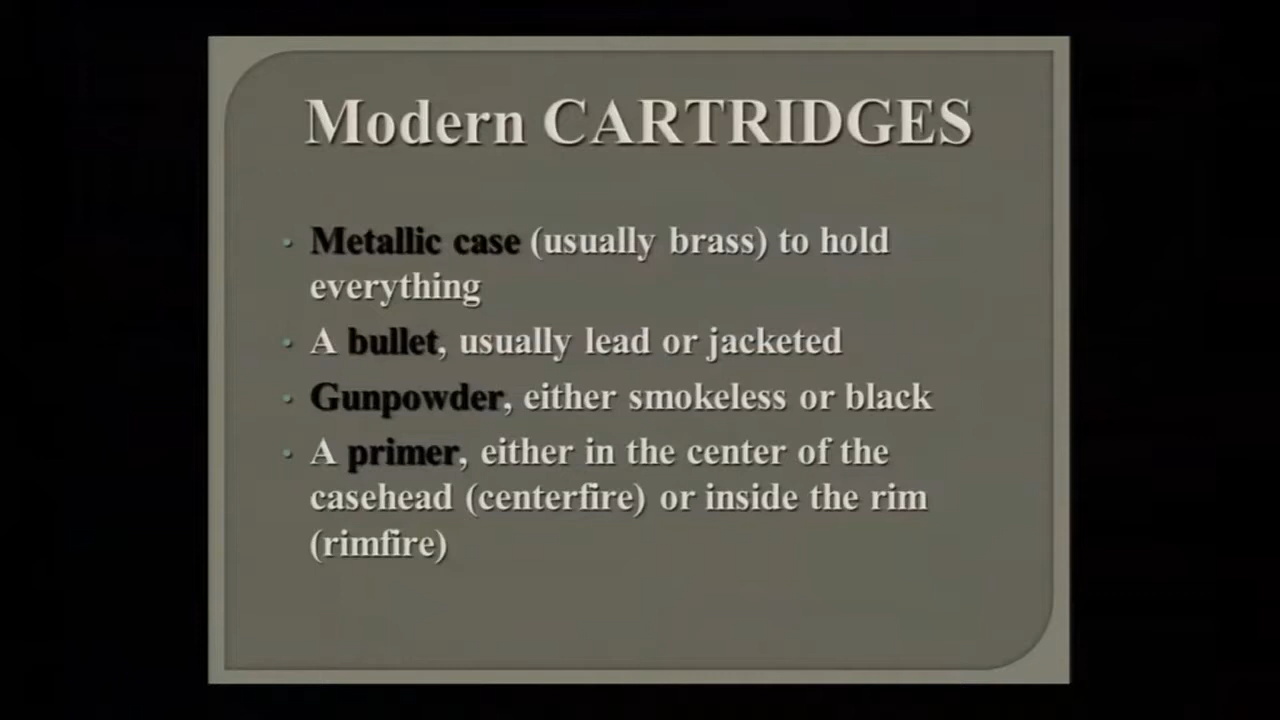 Modern CARTRIDGES
• Metallic case (usually brass) to hold
everything
• A bullet, usually lead or jacketed
• Gunpowder, either smokeless or black
• A primer, either in the center of the
casehead (centerfire) or inside the rim
(rimfire)